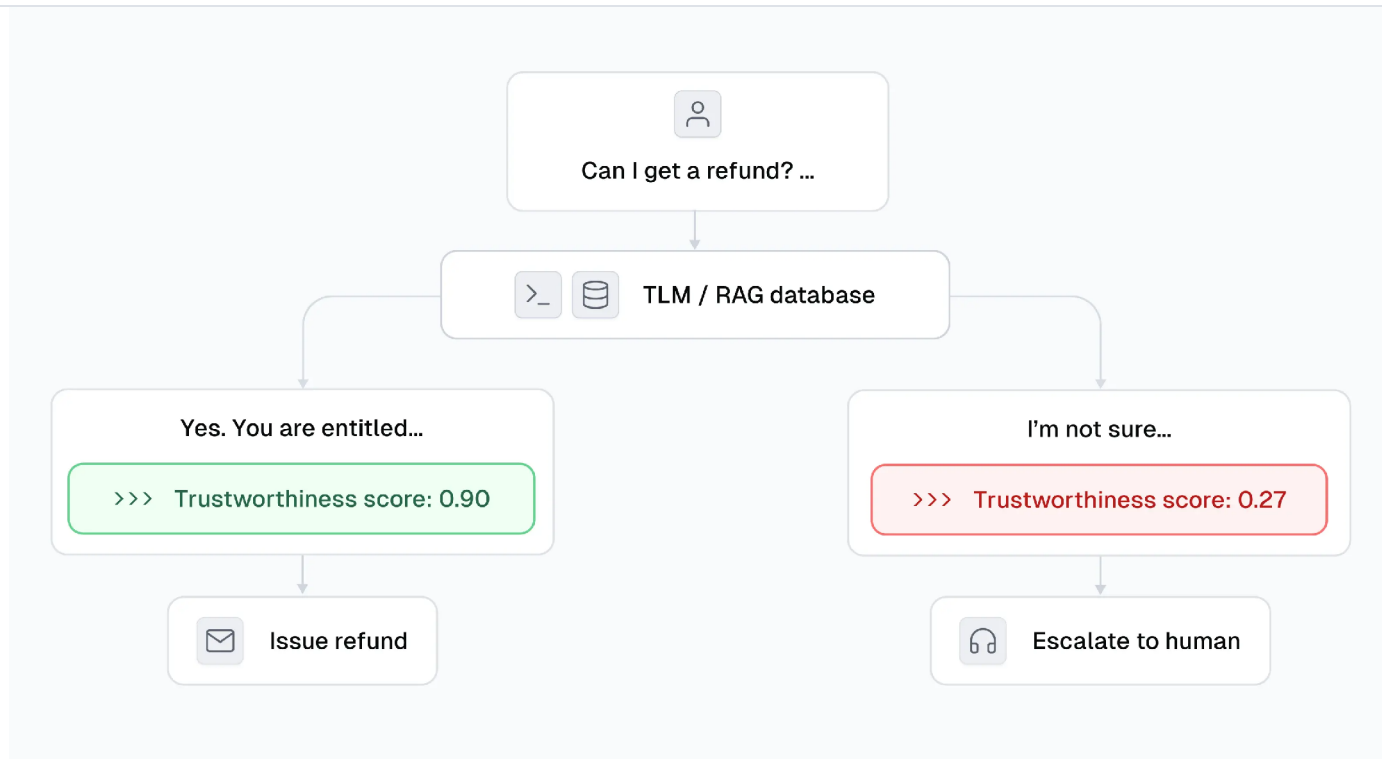 Can I get a refund? ...
TLM / RAG database
Yes. You are entitled...
>>> Trustworthiness score: 0.90
I’m not sure...
>>> Trustworthiness score: 0.27
Issue refund
Escalate to human